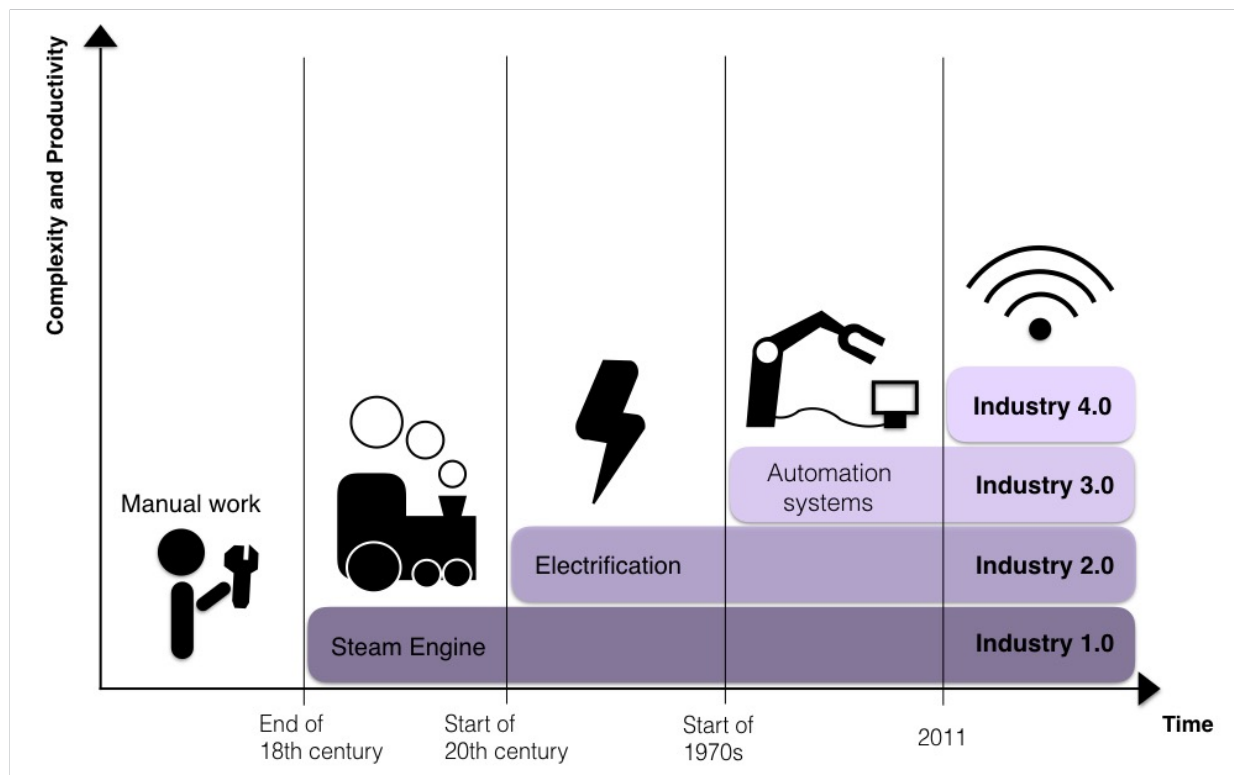 Complexity and Productivity
Manual work
Industry 4.0
Automation
systems
Industry 3.0
Electrification
Industry 2.0
Steam Engine
Industry 1.0
End of
18th century
Start of
20th century
Start of
1970s
2011
Time